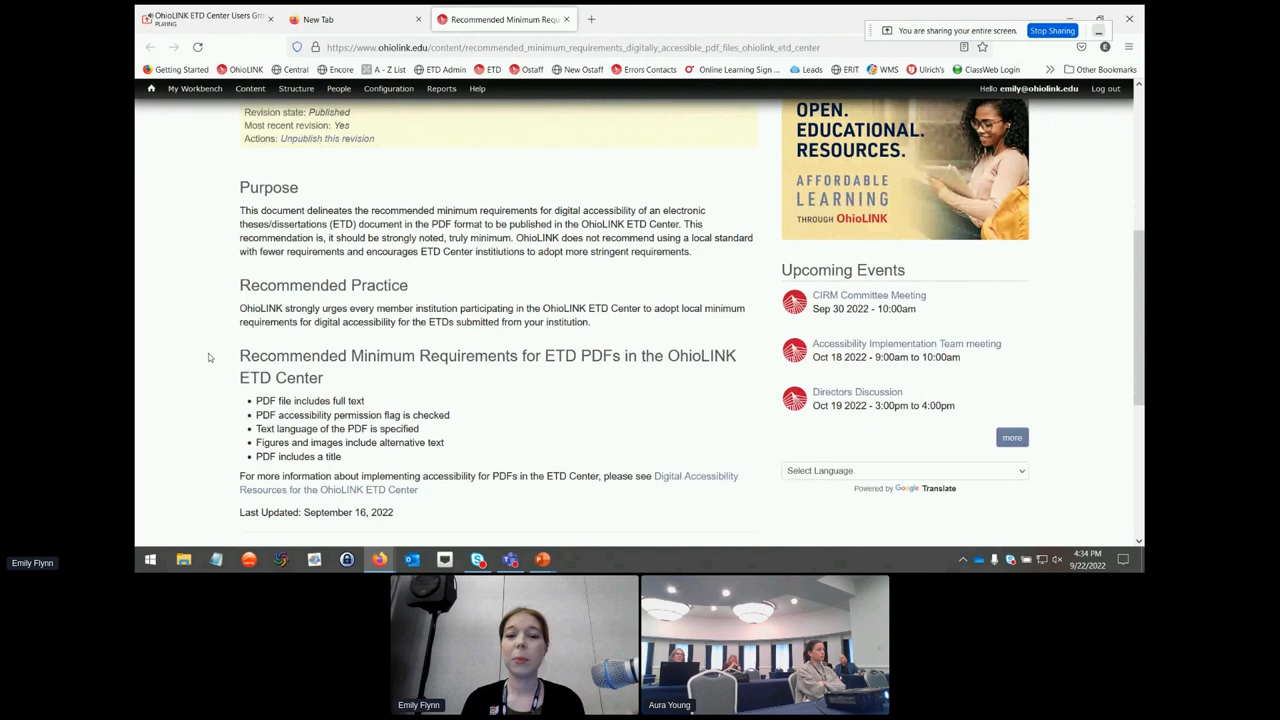 OhioLINK ETD Center Users Gro
PLAYING
New Tab
Recommended Minimum Requ
You are sharing your entire screen.
Stop Sharing
https://www.ohiolink.edu/content/recommended_minimum_requirements_digitally_accessible_pdf_files_ohiolink_etd_center
Getting Started
OhioLINK
Central
Encore
A - Z List
ETD Admin
ETD
Ostaff
New Ostaff
Errors Contacts
Online Learning Sign ...
Leads
ERIT
WMS
Ulrich's
ClassWeb Login
Other Bookmarks
My Workbench
Content
Structure
People
Configuration
Reports
Help
Hello emily@ohiolink.edu
Log out
Revision state: Published
Most recent revision: Yes
Actions: Unpublish this revision
Purpose
This document delineates the recommended minimum requirements for digital accessibility of an electronic
theses/dissertations (ETD) document in the PDF format to be published in the OhioLINK ETD Center. This
recommendation is, it should be strongly noted, truly minimum. OhioLINK does not recommend using a local standard
with fewer requirements and encourages ETD Center instiitutions to adopt more stringent requirements.
Recommended Practice
OhioLINK strongly urges every member institution participating in the OhioLINK ETD Center to adopt local minimum
requirements for digital accessibility for the ETDs submitted from your institution.
Recommended Minimum Requirements for ETD PDFs in the OhioLINK
ETD Center
• PDF file includes full text
• PDF accessibility permission flag is checked
• Text language of the PDF is specified
• Figures and images include alternative text
• PDF includes a title
For more information about implementing accessibility for PDFs in the ETD Center, please see Digital Accessibility
Resources for the OhioLINK ETD Center
Last Updated: September 16, 2022
OPEN.
EDUCATIONAL.
RESOURCES.
AFFORDABLE
LEARNING
THROUGH OhioLINK
Upcoming Events
CIRM Committee Meeting
Sep 30 2022 - 10:00am
Accessibility Implementation Team meeting
Oct 18 2022 - 9:00am to 10:00am
Directors Discussion
Oct 19 2022 - 3:00pm to 4:00pm
more
Select Language
Powered by Google Translate
4:34 PM
9/22/2022
Emily Flynn
Emily Flynn
Aura Young